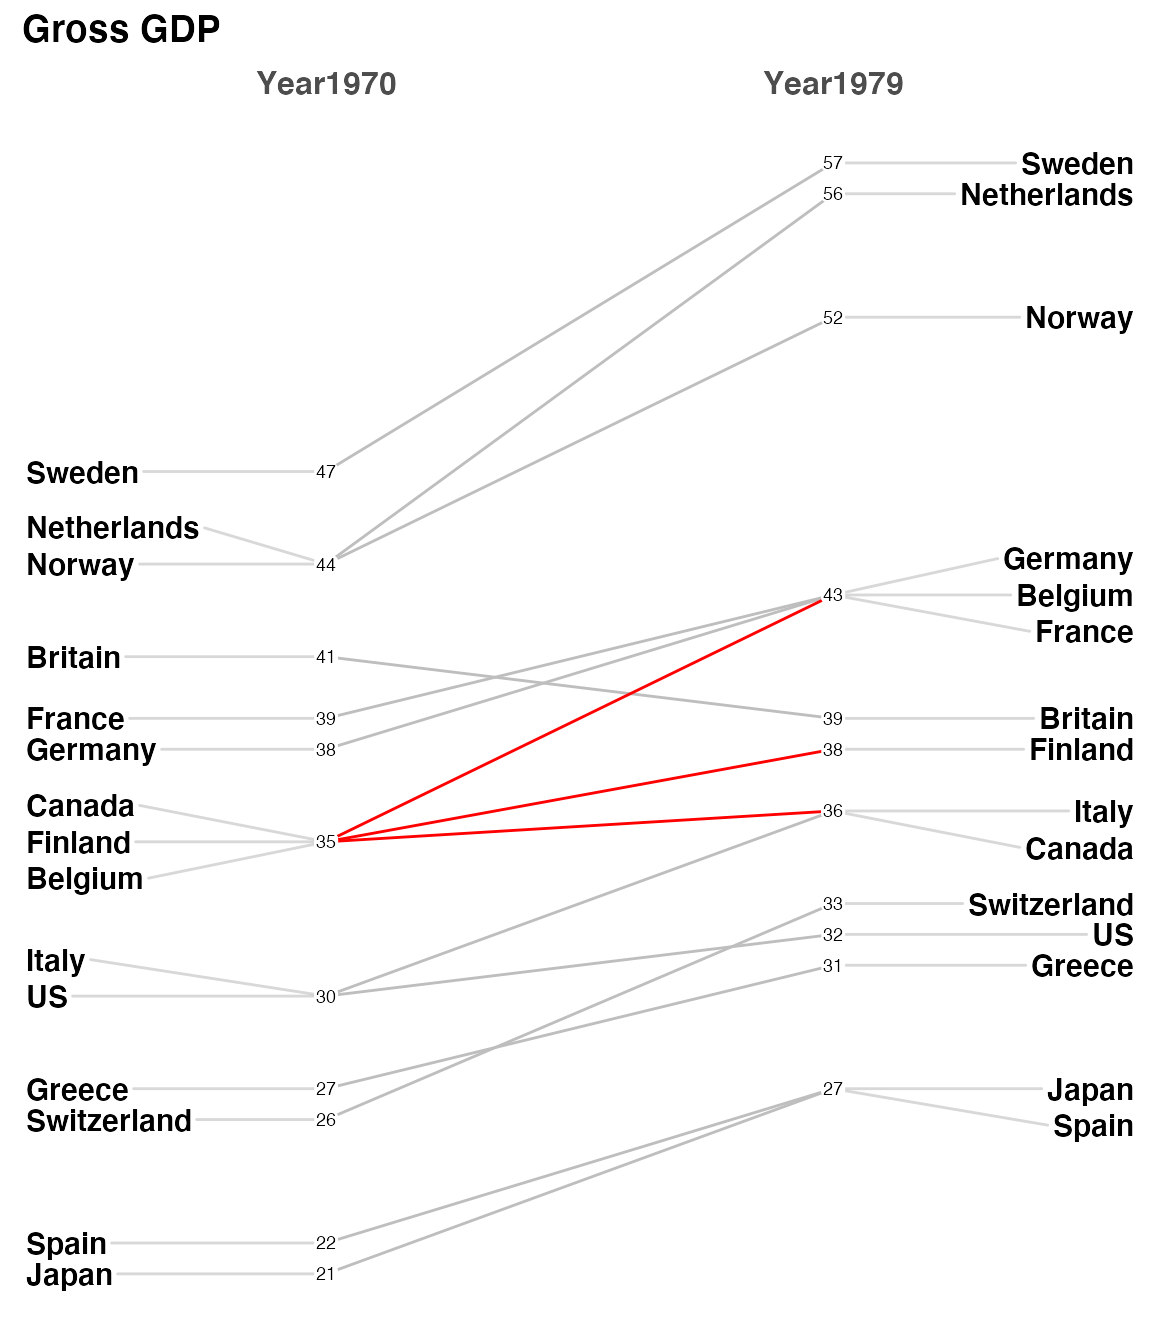 Gross GDP
Year1970 Year1979
57 Sweden
56 Netherlands
52 Norway
Sweden 47
Netherlands
Norway 44
Germany
43 Belgium
France
Britain 41
France 39 39 Britain
Germany 38 38 Finland
Canada 36 Italy
Finland 35 Canada
Belgium
33 Switzerland
32 US
Italy 31 Greece
US 30
Greece 27 27 Japan
Switzerland 26 Spain
Spain 22
Japan 21